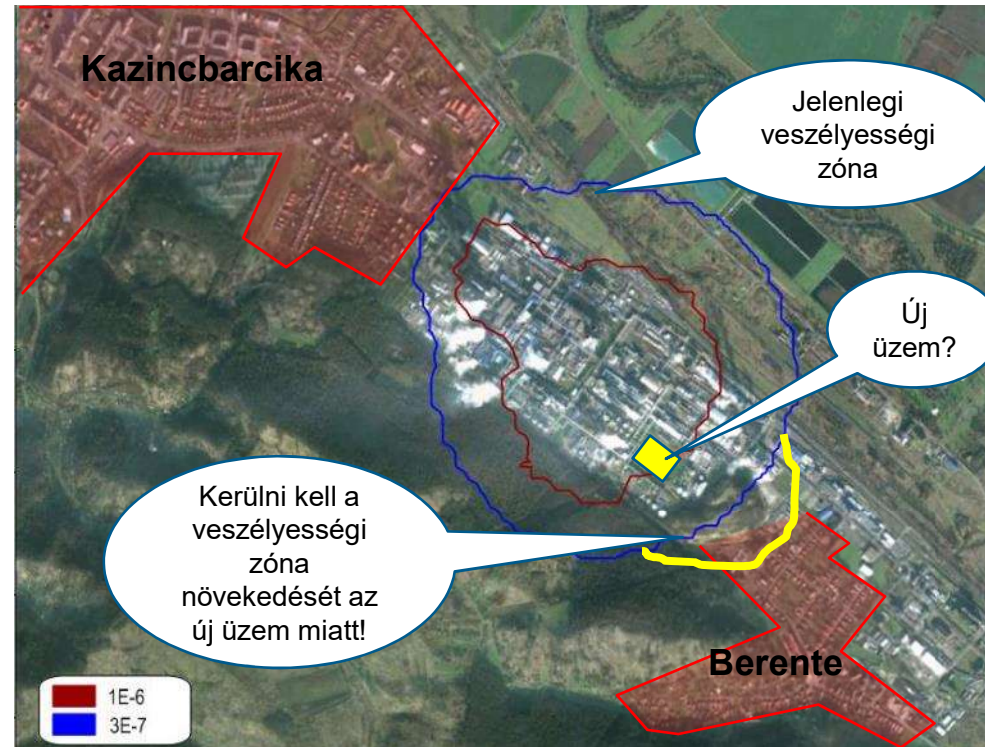 Kazincbarcika
Jelenlegi
veszélyességi
zóna
Új
üzem?
Kerülni kell a
veszélyességi
zóna
növekedését az
új üzem miatt!
Berente
1E-6
3E-7